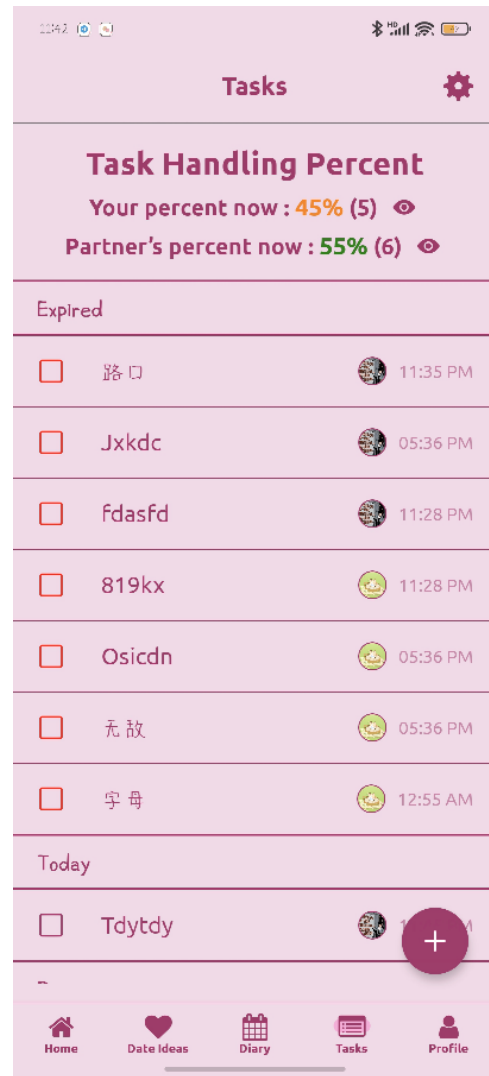 11:42
Tasks
Task Handling Percent
Your percent now : 45% (5)
Partner's percent now : 55% (6)
Expired
路口 11:35 PM
Jxkdc 05:36 PM
fdasfd 11:28 PM
819kx 11:28 PM
Osicdn 05:36 PM
无敌 05:36 PM
字母 12:55 AM
Today
Tdytdy
Home Date Ideas Diary Tasks Profile